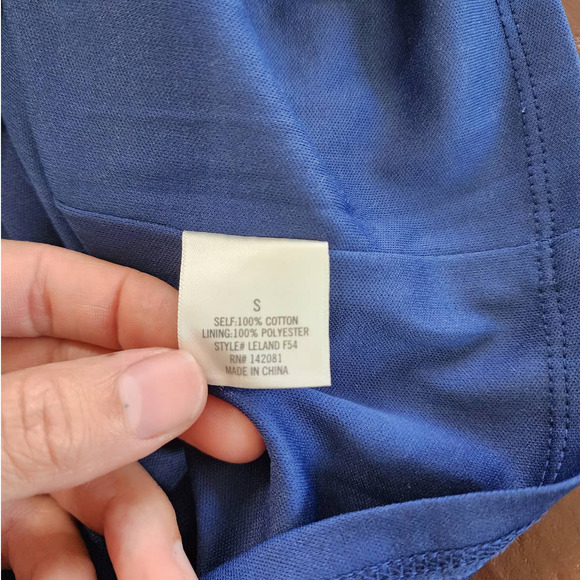 S
SELF:100% COTTON
LINING:100% POLYESTER
STYLE# LELAND F54
RN# 142081
MADE IN CHINA